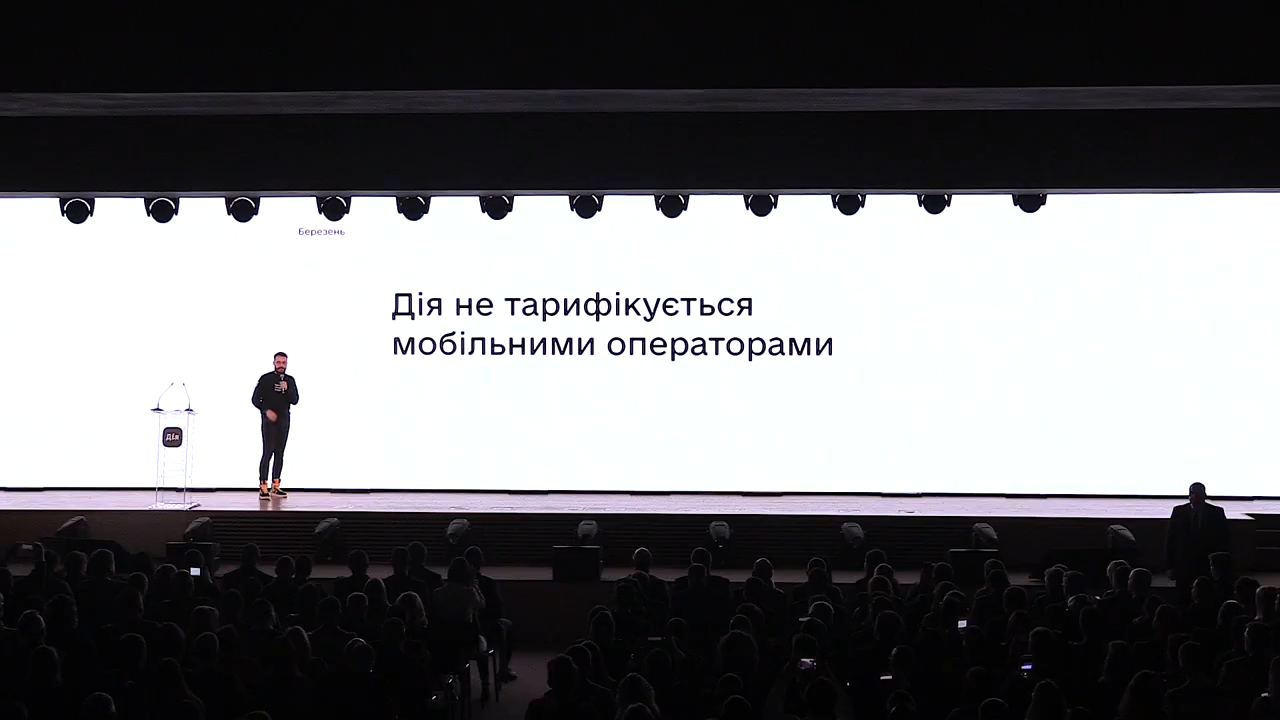 Березень
Дія не тарифікується
мобільними операторами
Дія